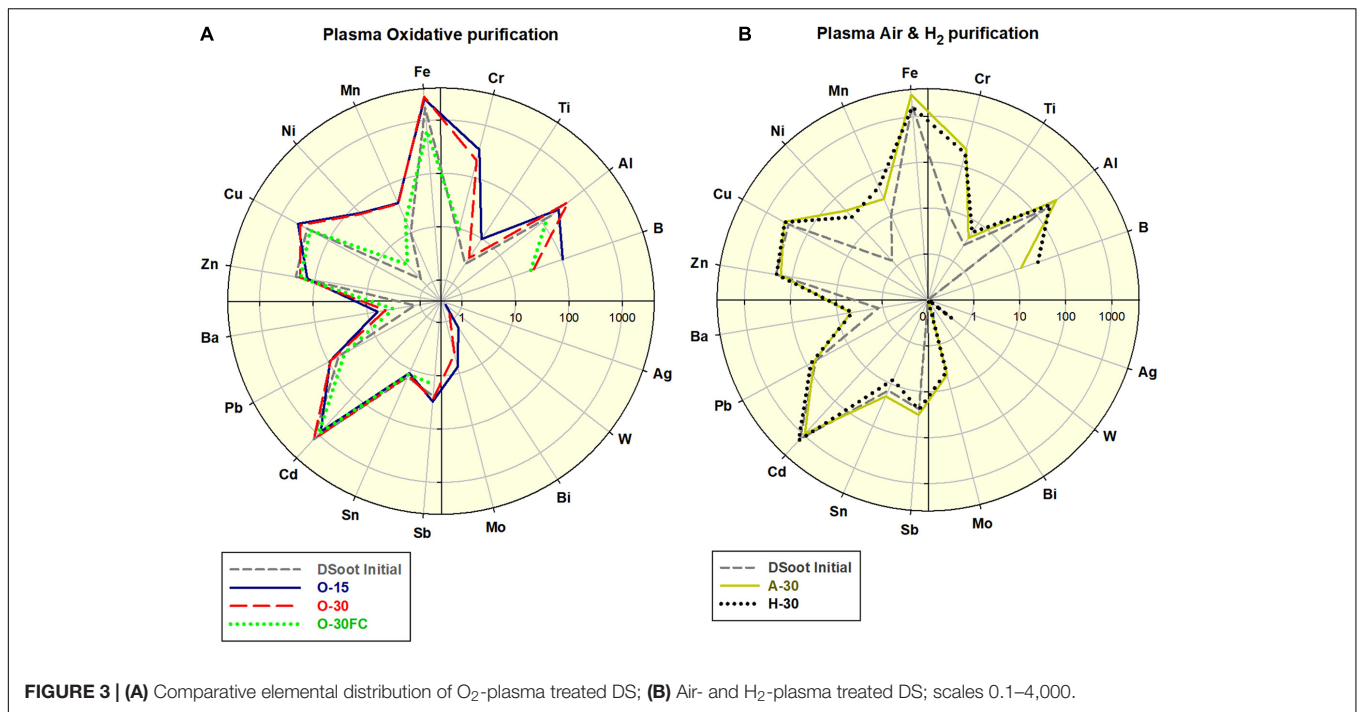 A
Plasma Oxidative purification
Fe
Cr
Ti
Al
B
Ag
W
Bi
Mo
Sb
Sn
Cd
Pb
Ba
Zn
Cu
Ni
Mn
1
10
100
1000
DSoot Initial
O-15
O-30
O-30FC
B
Plasma Air & H2 purification
Fe
Cr
Ti
Al
B
Ag
W
Bi
Mo
Sb
Sn
Cd
Pb
Ba
Zn
Cu
Ni
Mn
0
1
10
100
1000
DSoot Initial
A-30
H-30
FIGURE 3 | (A) Comparative elemental distribution of O2-plasma treated DS; (B) Air- and H2-plasma treated DS; scales 0.1–4,000.